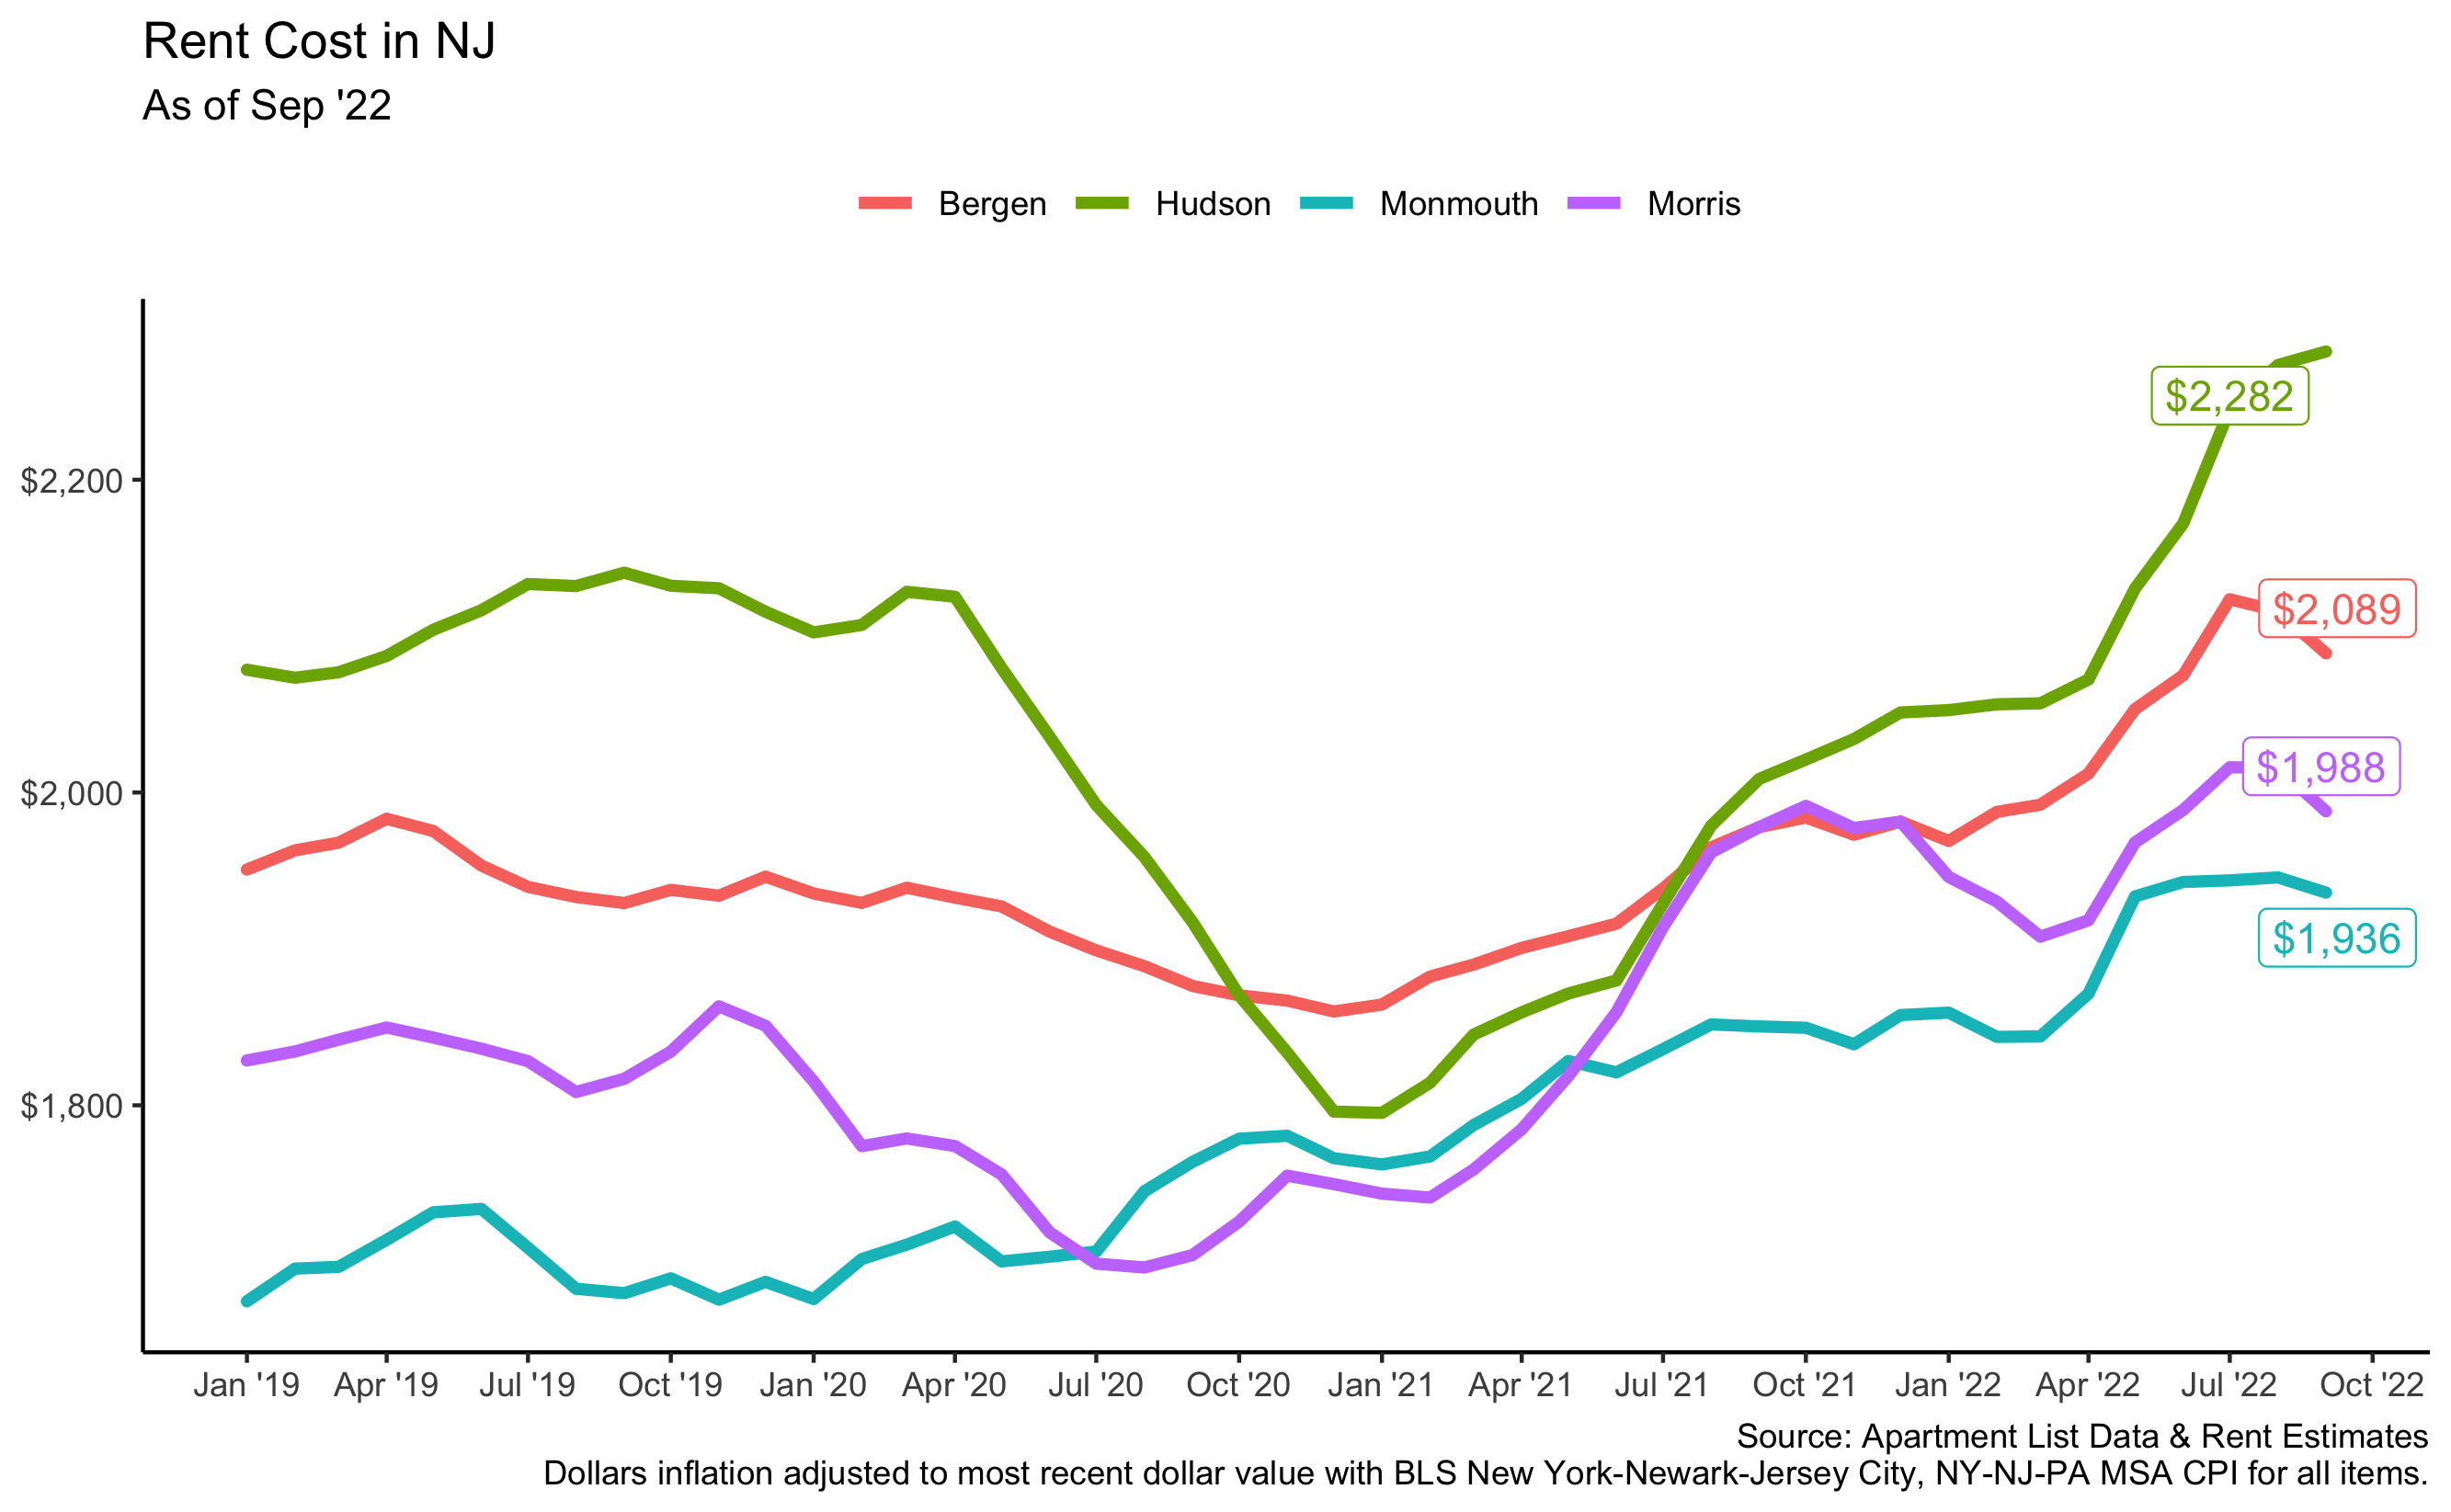 Rent Cost in NJ
As of Sep '22
Bergen Hudson Monmouth Morris
$2,282
$2,200
$2,089
$1,988
$2,000
$1,936
$1,800
Jan '19 Apr '19 Jul '19 Oct '19 Jan '20 Apr '20 Jul '20 Oct '20 Jan '21 Apr '21 Jul '21 Oct '21 Jan '22 Apr '22 Jul '22 Oct '22
Source: Apartment List Data & Rent Estimates
Dollars inflation adjusted to most recent dollar value with BLS New York-Newark-Jersey City, NY-NJ-PA MSA CPI for all items.